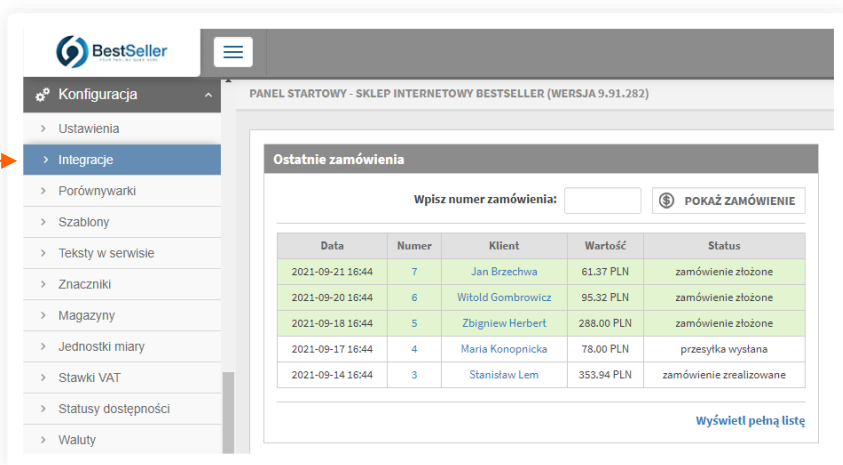 BestSeller
Konfiguracja
PANEL STARTOWY - SKLEP INTERNETOWY BESTSELLER (WERSJA 9.91.282)
Ustawienia
Integracje
Porównywarki
Szablony
Teksty w serwisie
Znaczniki
Magazyny
Jednostki miary
Stawki VAT
Statusy dostępności
Waluty
Ostatnie zamówienia
Wpisz numer zamówienia: POKAŻ ZAMÓWIENIE
Data Numer Klient Wartość Status
2021-09-21 16:44 7 Jan Brzechwa 61.37 PLN zamówienie złożone
2021-09-20 16:44 6 Witold Gombrowicz 95.32 PLN zamówienie złożone
2021-09-18 16:44 5 Zbigniew Herbert 288.00 PLN zamówienie złożone
2021-09-17 16:44 4 Maria Konopnicka 78.00 PLN przesyłka wysłana
2021-09-14 16:44 3 Stanisław Lem 353.94 PLN zamówienie zrealizowane
Wyświetl pełną listę